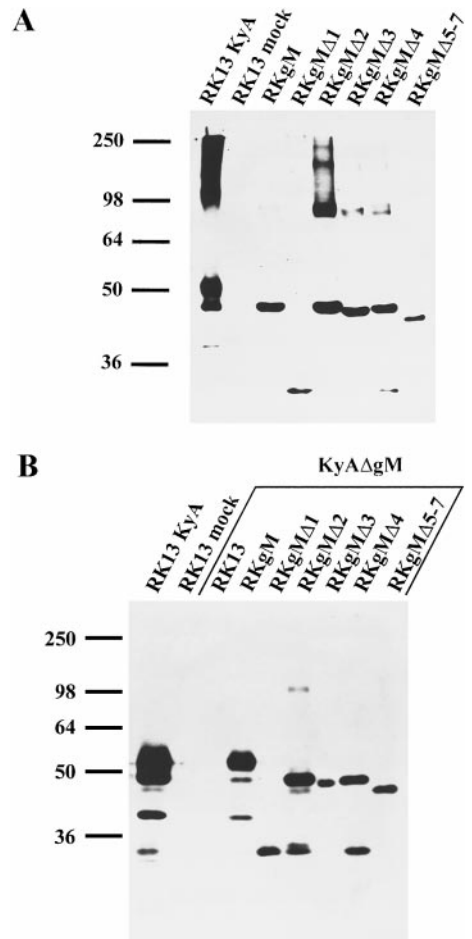 A
RK13 KyA
RK13 mock
RKgM
RKgMΔ1
RKgMΔ2
RKgMΔ3
RKgMΔ4
RKgMΔ5-7
250
98
64
50
36
B
KyAΔgM
RK13 KyA
RK13 mock
RK13
RKgM
RKgMΔ1
RKgMΔ2
RKgMΔ3
RKgMΔ4
RKgMΔ5-7
250
98
64
50
36